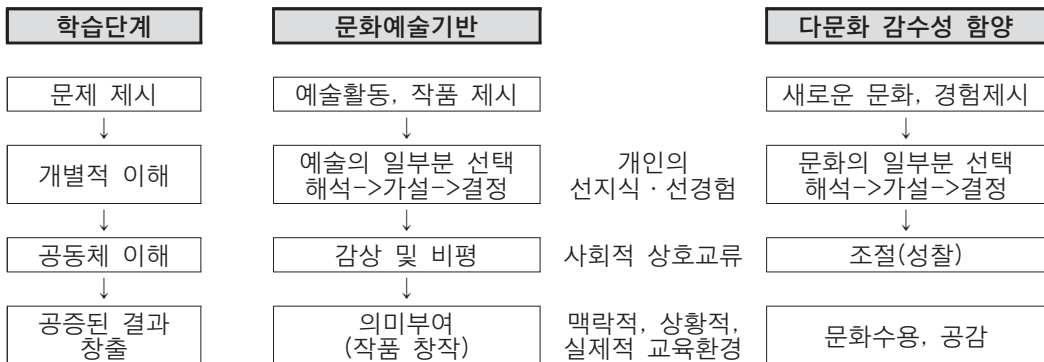 학습단계 문화예술기반 다문화 감수성 함양
문제 제시 예술활동, 작품 제시 새로운 문화, 경험제시
↓ ↓ ↓
개별적 이해
예술의 일부분 선택
해석->가설->결정
개인의
선지식·선경험
문화의 일부분 선택
해석->가설->결정
↓ ↓ ↓
공동체 이해 감상 및 비평 사회적 상호교류 조절(성찰)
↓ ↓
공증된 결과
창출
의미부여
(작품 창작)
맥락적, 상황적,
실제적 교육환경
문화수용, 공감